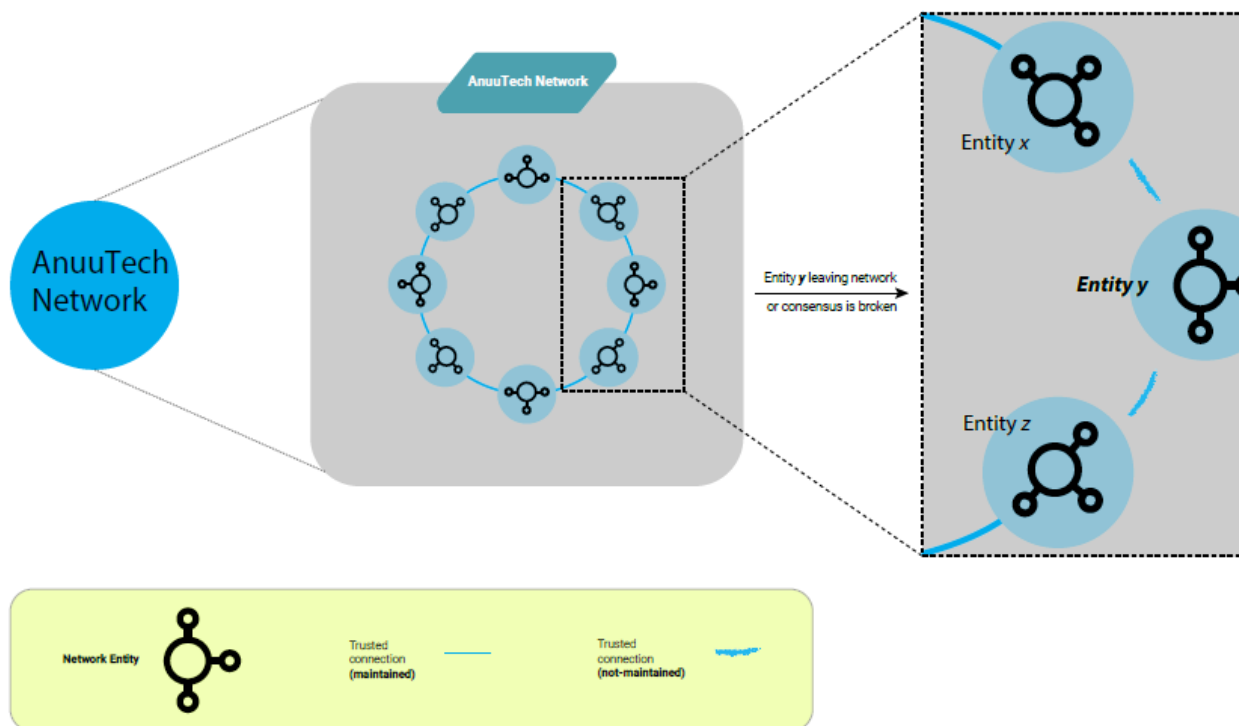 AnuuTech Network
AnuuTech
Network
Entity y leaving network
or consensus is broken
Entity x
Entity y
Entity z
Network Entity
Trusted
connection
(maintained)
Trusted
connection
(not-maintained)